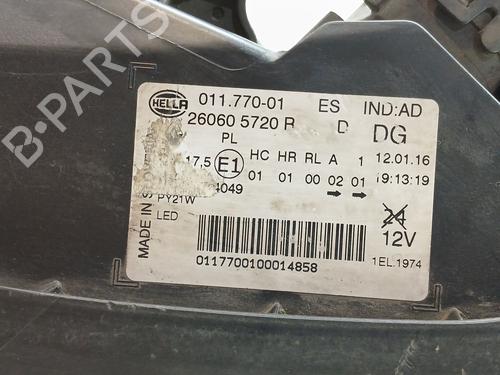 B-PARTS
HELLA 011.770-01 ES IND:AD
26060 5720 R D DG
PL
17,5 E1 HC HR RL A 1 12.01.16
01 01 00 02 01 19:13:19
4049
PY21W
LED
24
12V
1EL.1974
0117700100014858
MADE IN